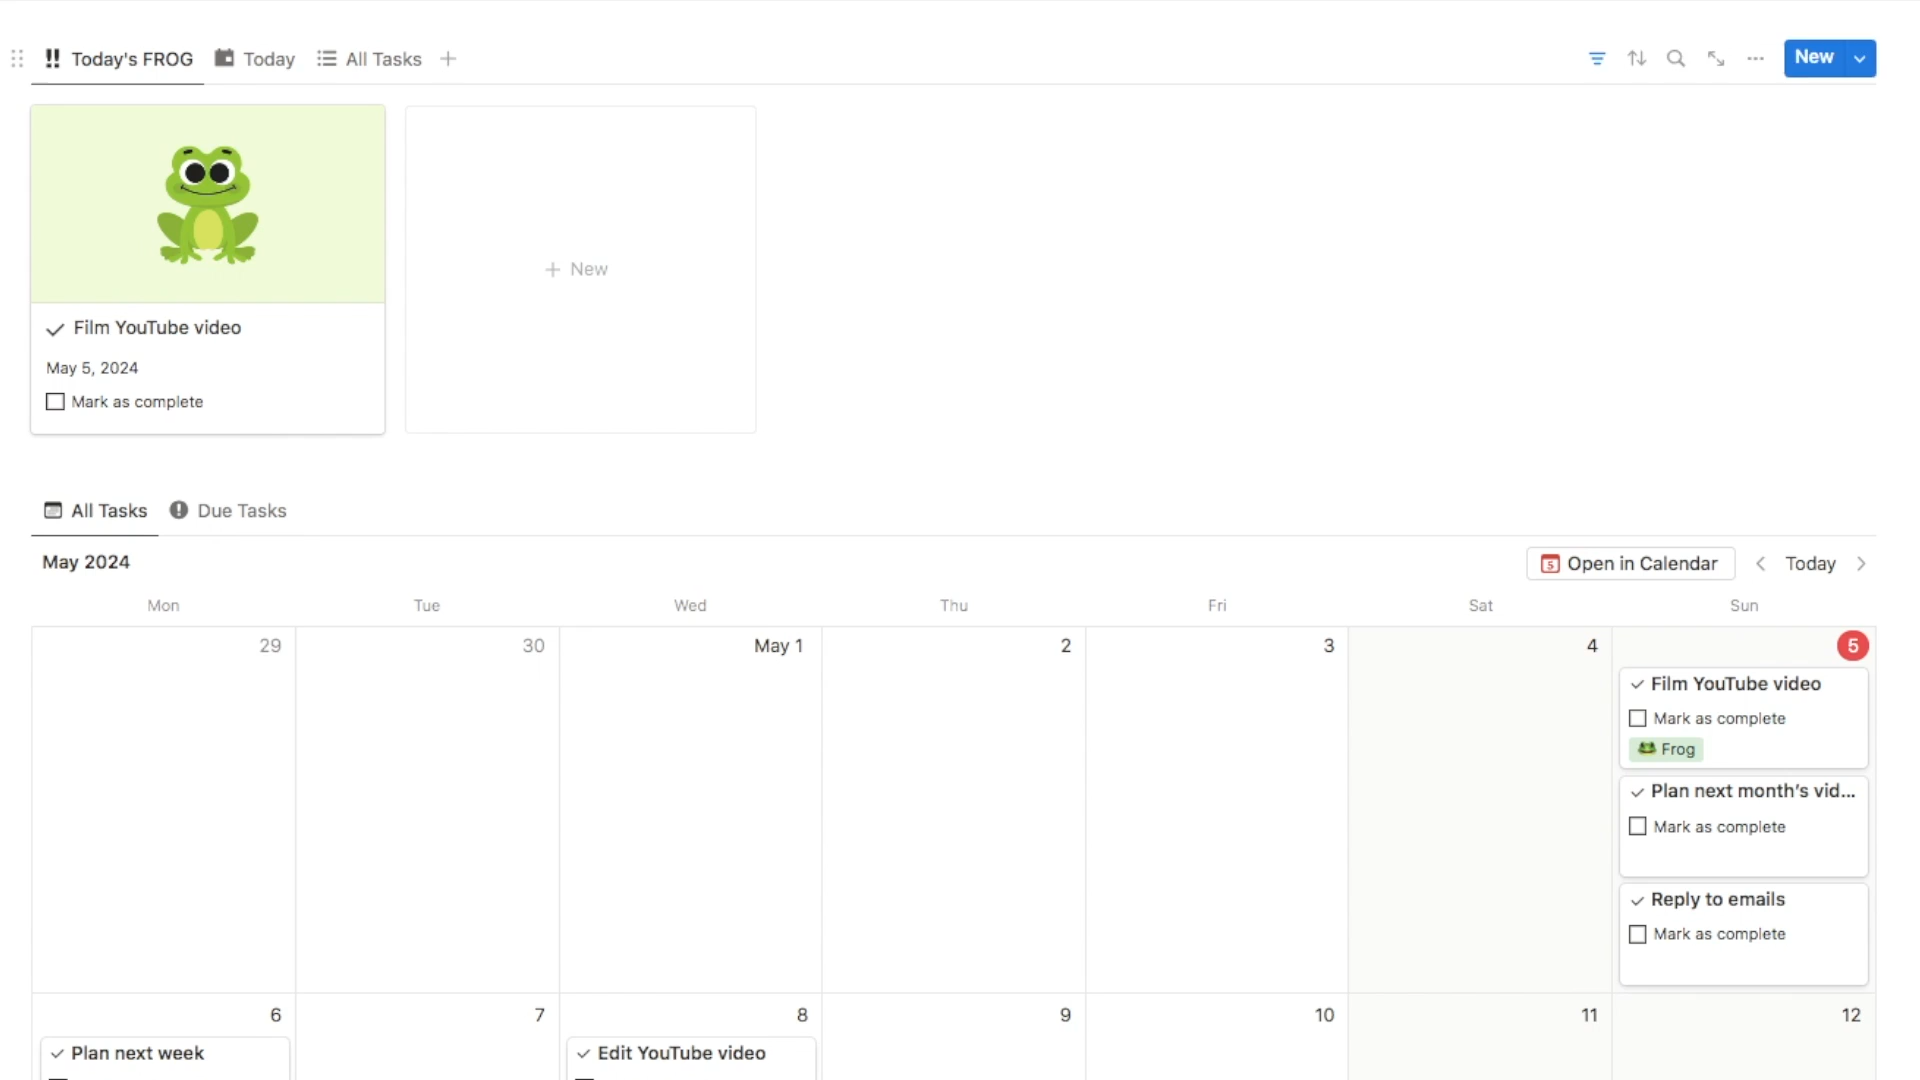 Today's FROG Today All Tasks New
+ New
Film YouTube video
May 5, 2024
Mark as complete
All Tasks Due Tasks
May 2024 5 Open in Calendar Today
Mon Tue Wed Thu Fri Sat Sun
29 30 May 1 2 3 4 5
Film YouTube video
Mark as complete
Frog
Plan next month's vid...
Mark as complete
Reply to emails
Mark as complete
6 7 8 9 10 11 12
Plan next week Edit YouTube video